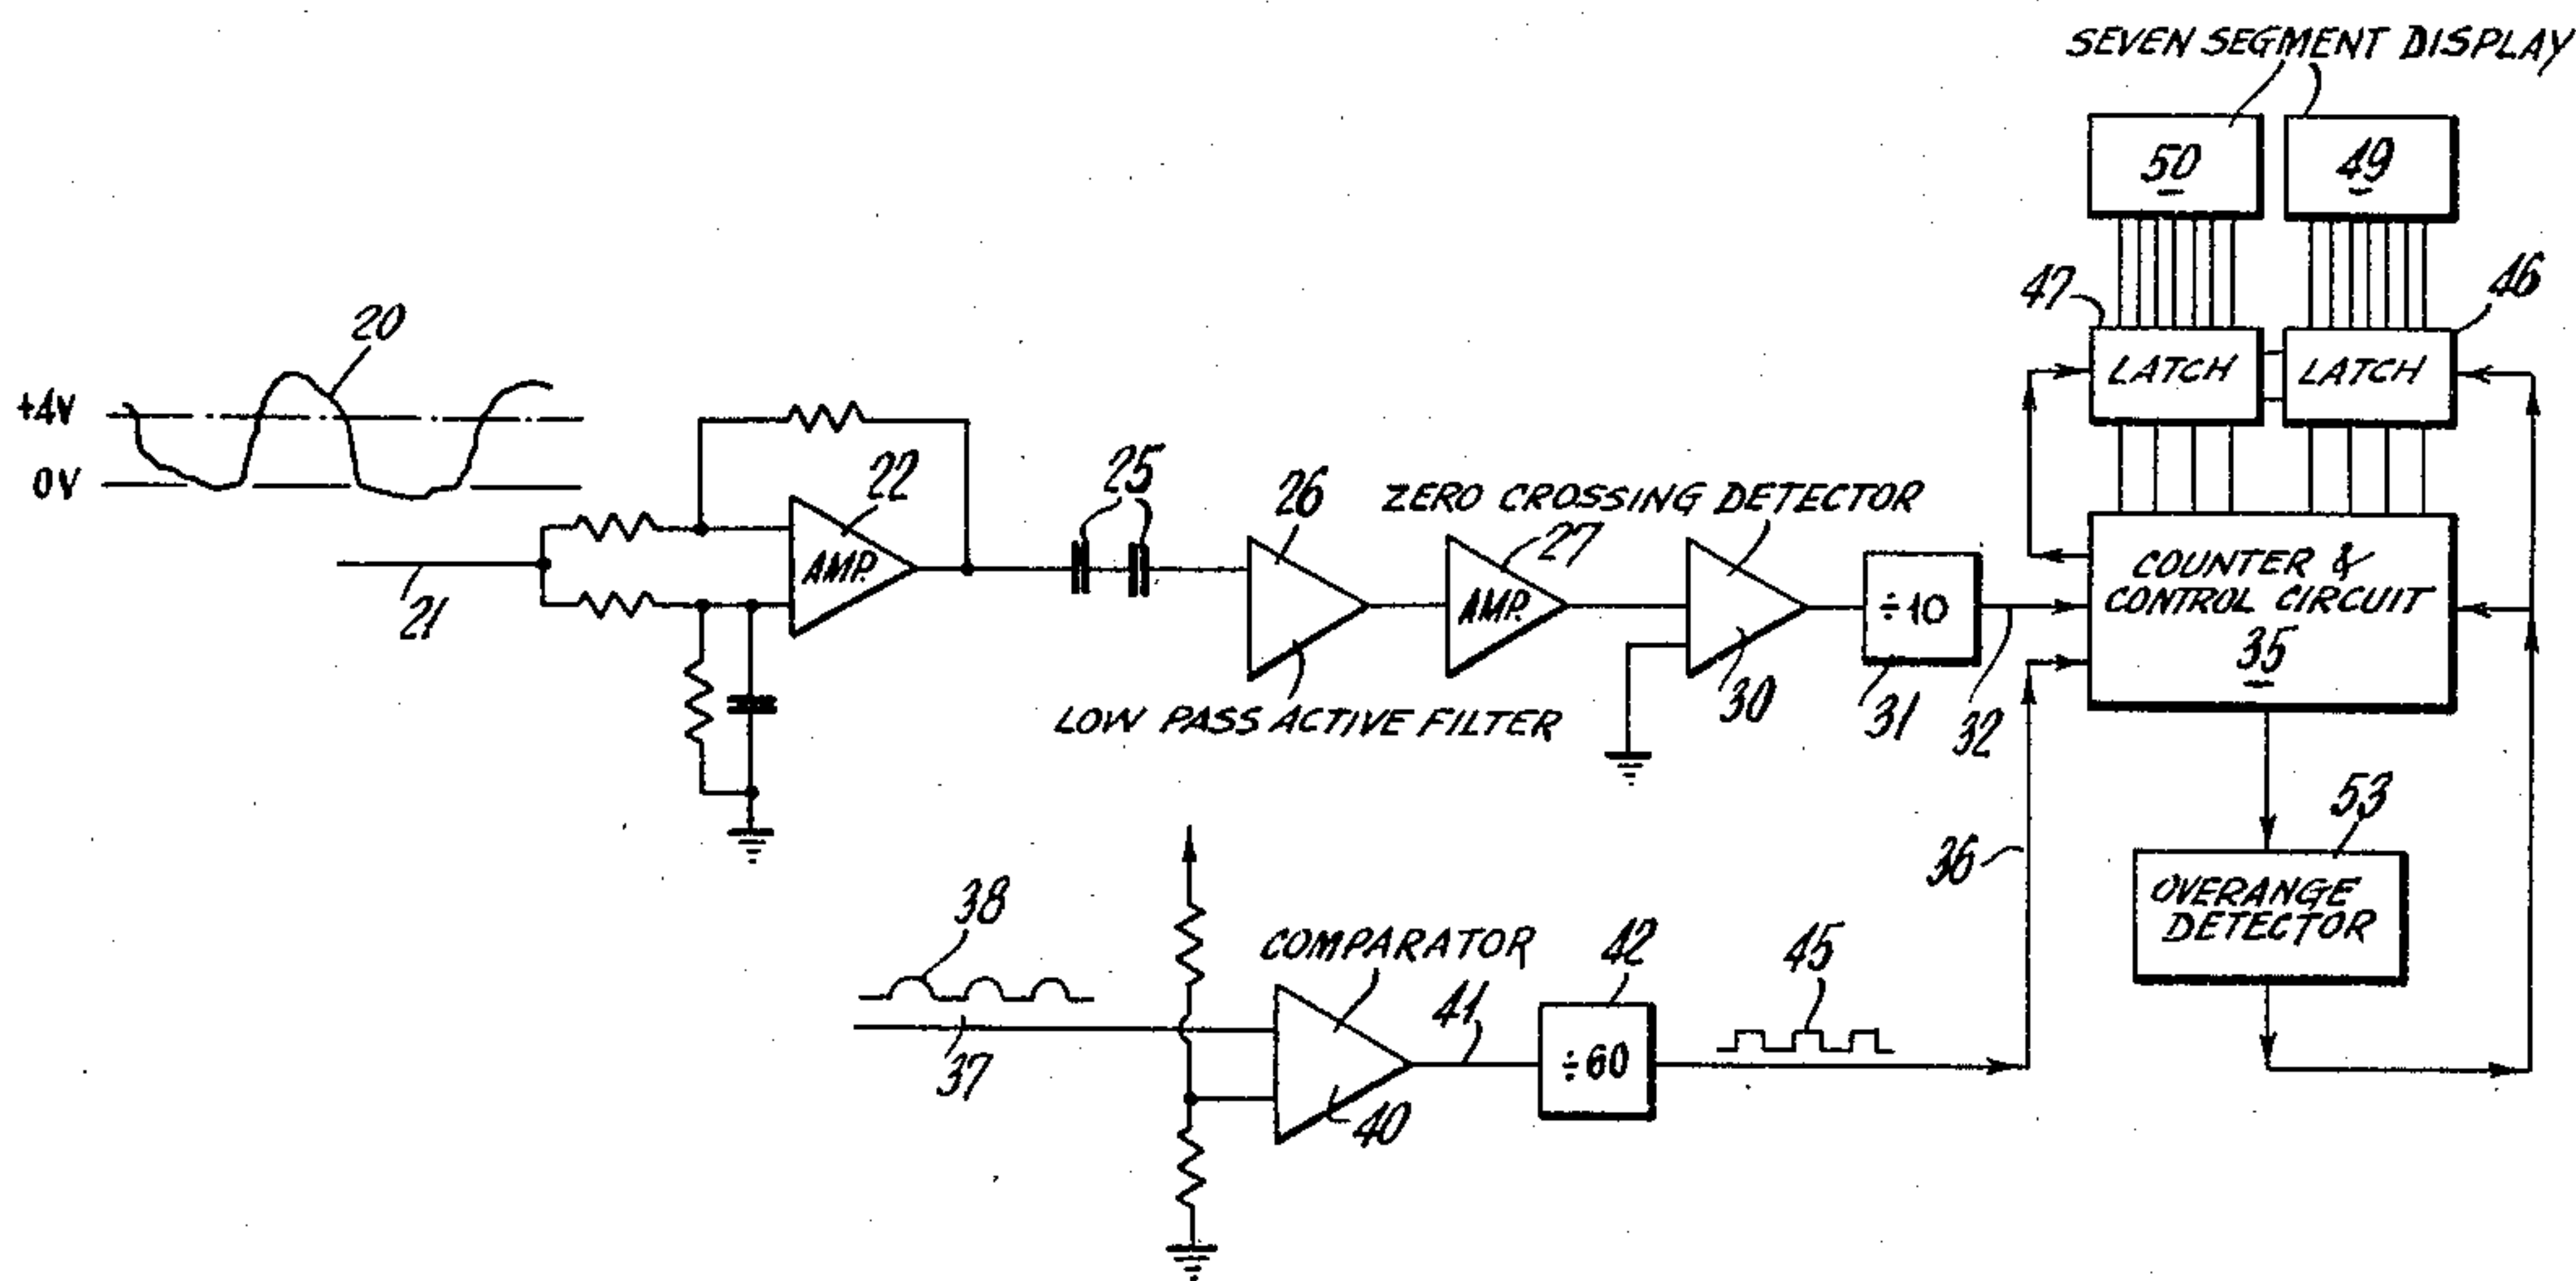 SEVEN SEGMENT DISPLAY
50
49
47
46
LATCH
LATCH
20
+4V
0V
22
25
26
ZERO CROSSING DETECTOR
27
AMP.
AMP.
÷10
COUNTER &
CONTROL CIRCUIT
35
21
30
31
32
LOW PASS ACTIVE FILTER
53
36
OVERANGE
DETECTOR
38
COMPARATOR
42
45
41
37
÷60
40